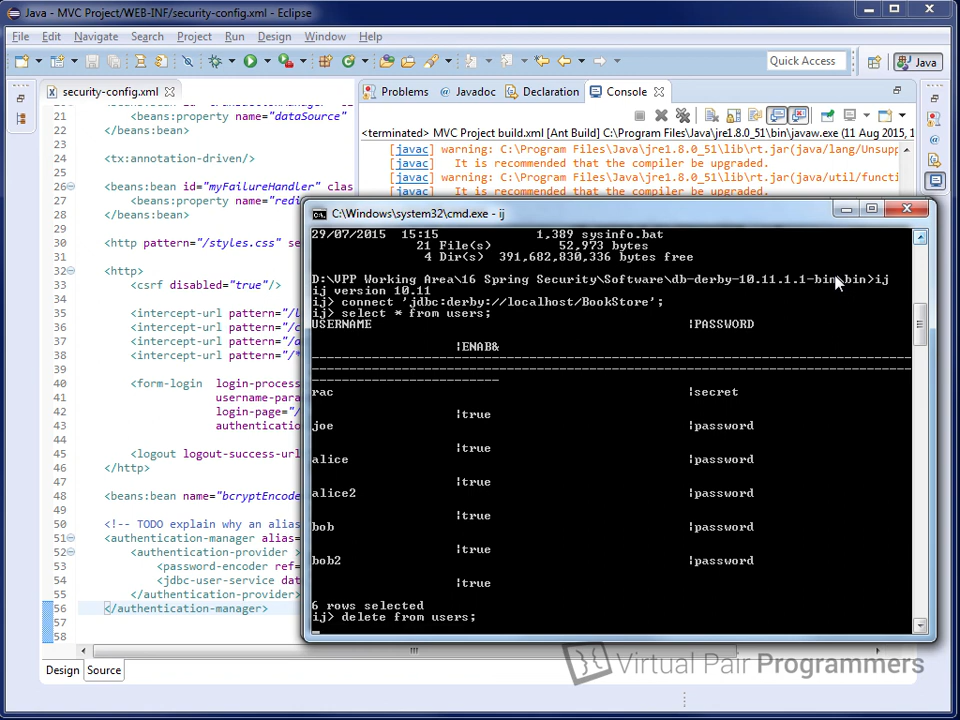 Java - MVC Project/WEB-INF/security-config.xml - Eclipse
File Edit Navigate Search Project Run Design Window Help
Quick Access
Java
security-config.xml
Problems @ Javadoc Declaration Console
<terminated> MVC Project build.xml [Ant Build] C:\Program Files\Java\jre1.8.0_51\bin\javaw.exe (11 Aug 2015, 1
[javac] warning: C:\Program Files\Java\jre1.8.0_51\lib\rt.jar(java/lang/Unsupp
[javac] It is recommended that the compiler be upgraded.
[javac] warning: C:\Program Files\Java\jre1.8.0_51\lib\rt.jar(java/util/functi
[javac] It is recommended that the compiler be upgraded.
21 <beans:property name="dataSource"
22 </beans:bean>
23
24 <tx:annotation-driven/>
25
26 <beans:bean id="myFailureHandler" clas
27 <beans:property name="redi
28 </beans:bean>
29
30 <http pattern="/styles.css" se
31
32 <http>
33 <csrf disabled="true"/>
34
35 <intercept-url pattern="/l
36 <intercept-url pattern="/c
37 <intercept-url pattern="/a
38 <intercept-url pattern="/*
39
40 <form-login login-process
41 username-para
42 login-page="/
43 authenticatio
44
45 <logout logout-success-url
46 </http>
47
48 <beans:bean name="bcryptEncode
49
50 <!-- TODO explain why an alias
51 <authentication-manager alias=
52 <authentication-provider >
53 <password-encoder ref=
54 <jdbc-user-service dat
55 </authentication-provider>
56 </authentication-manager>
57
58
Design Source
C:\Windows\system32\cmd.exe - ij
29/07/2015 15:15 1,389 sysinfo.bat
21 File(s) 52,973 bytes
4 Dir(s) 391,682,830,336 bytes free
D:\VPP Working Area\16 Spring Security\Software\db-derby-10.11.1.1-bin\bin>ij
ij version 10.11
ij> connect 'jdbc:derby://localhost/BookStore';
ij> select * from users;
USERNAME |PASSWORD
|ENAB&
--------------------------------------------------------------------------------
--------------------------------------------------------------------------------
-------------------------
rac |secret
|true
joe |password
|true
alice |password
|true
alice2 |password
|true
bob |password
|true
bob2 |password
|true
6 rows selected
ij> delete from users;
Virtual Pair Programmers